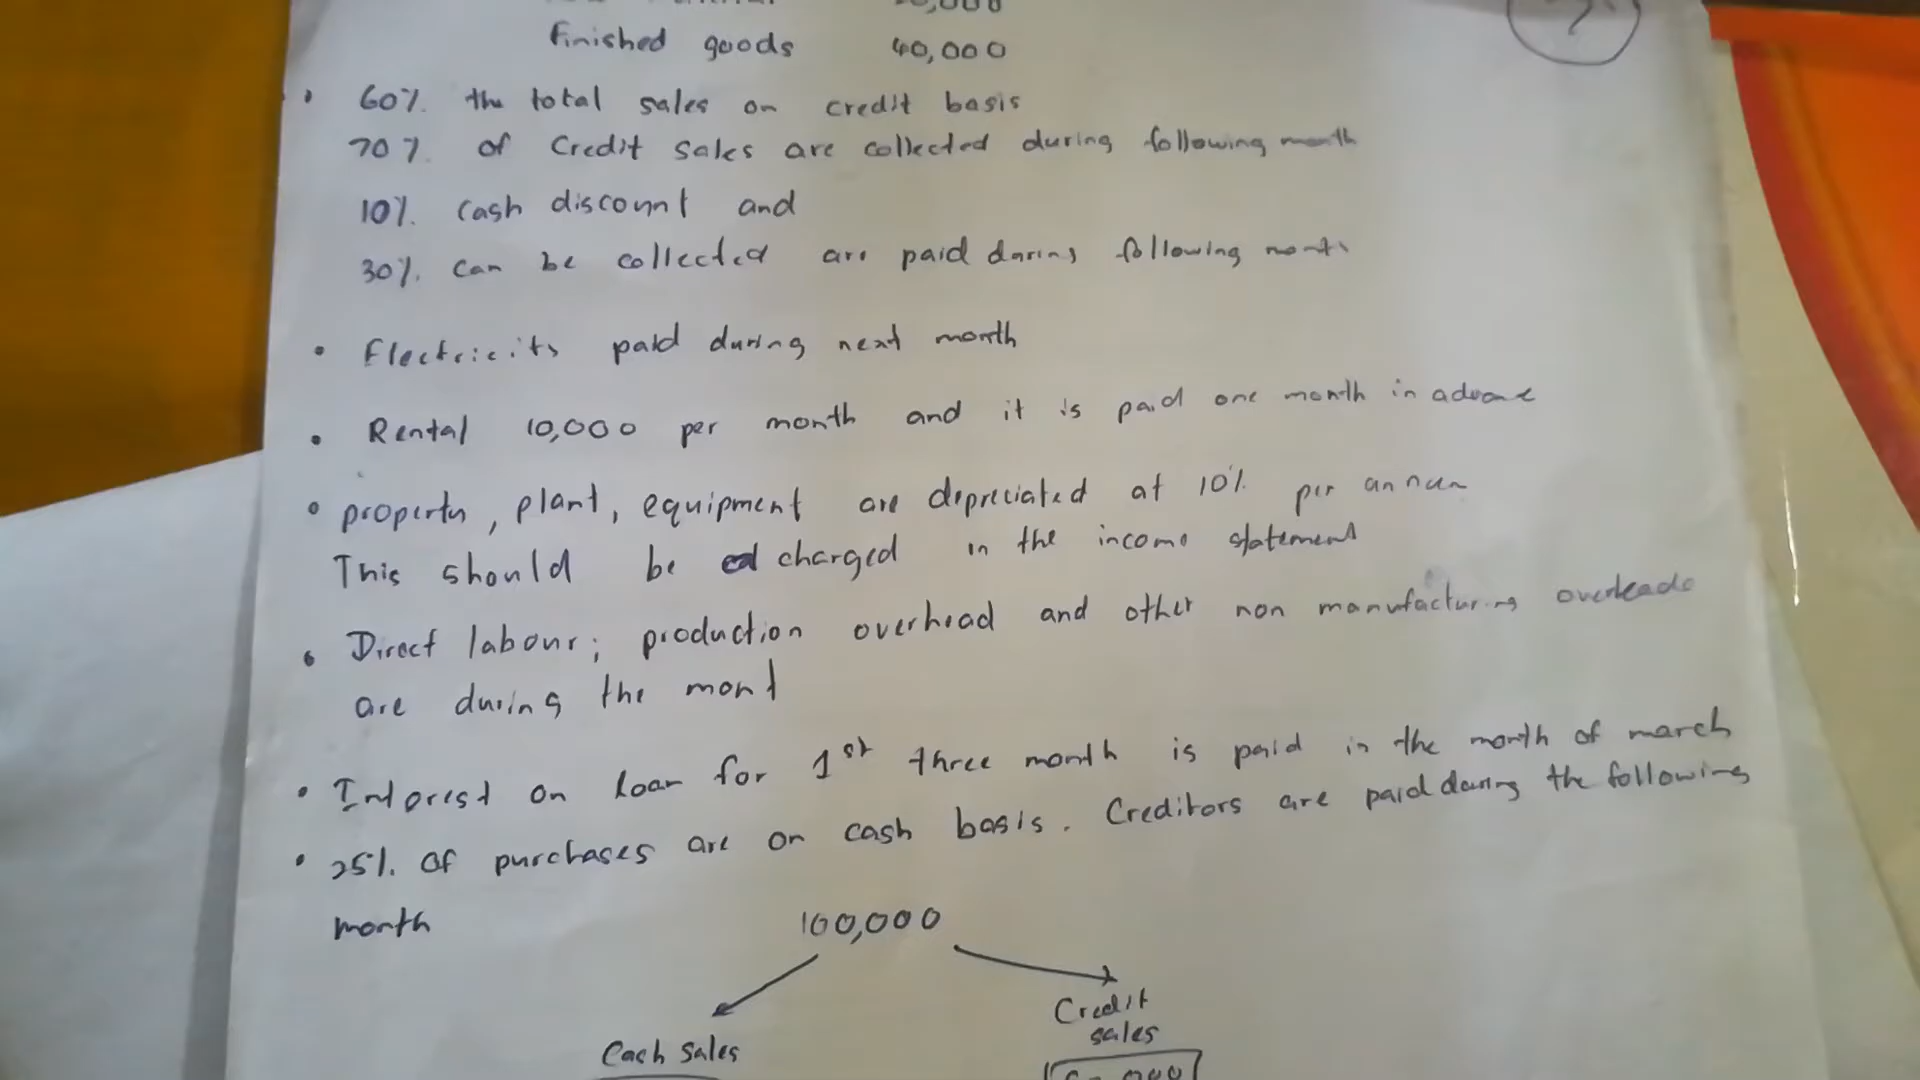 finished goods 40,000
60% the total sales on credit basis
70% of Credit sales are collected during following month
10% cash discount and
30% can be collected are paid during following month
• Electricity paid during next month
• Rental 10,000 per month and it is paid one month in advance
• property, plant, equipment are depreciated at 10% per annum
This should be charged in the income statement
• Direct labour; production overhead and other non manufacturing overheads
are during the mont
• Interest on loan for 1st three month is paid in the month of march
• 25% of purchases are on cash basis. Creditors are paid during the following
month
100,000
Cash sales
Credit
sales